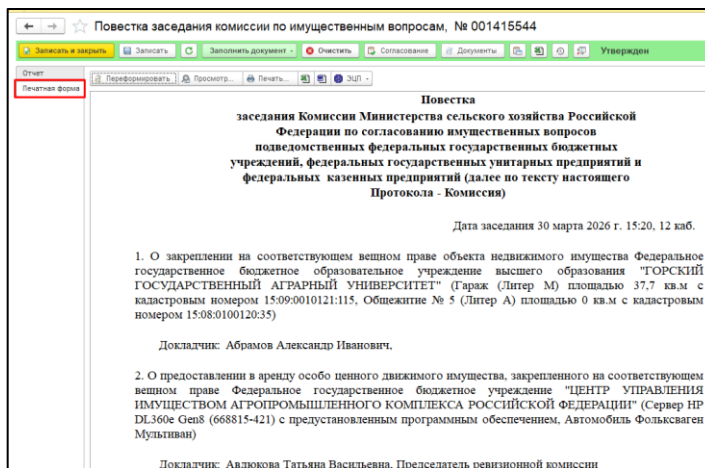 Повестка заседания комиссии по имущественным вопросам, № 001415544
Записать и закрыть Записать Заполнить документ Очистить Согласование Документы Утвержден
Отчет
Печатная форма
Переформировать Просмотр... Печать... ЭЦП
Повестка
заседания Комиссии Министерства сельского хозяйства Российской
Федерации по согласованию имущественных вопросов
подведомственных федеральных государственных бюджетных
учреждений, федеральных государственных унитарных предприятий и
федеральных казенных предприятий (далее по тексту настоящего
Протокола - Комиссия)
Дата заседания 30 марта 2026 г. 15:20, 12 каб.
1. О закреплении на соответствующем вещном праве объекта недвижимого имущества Федеральное
государственное бюджетное образовательное учреждение высшего образования "ГОРСКИЙ
ГОСУДАРСТВЕННЫЙ АГРАРНЫЙ УНИВЕРСИТЕТ" (Гараж (Литер М) площадью 37,7 кв.м с
кадастровым номером 15:09:0010121:115, Общежитие № 5 (Литер А) площадью 0 кв.м с кадастровым
номером 15:08:0100120:35)
Докладчик: Абрамов Александр Иванович,
2. О предоставлении в аренду особо ценного движимого имущества, закрепленного на соответствующем
вещном праве Федеральное государственное бюджетное учреждение "ЦЕНТР УПРАВЛЕНИЯ
ИМУЩЕСТВОМ АГРОПРОМЫШЛЕННОГО КОМПЛЕКСА РОССИЙСКОЙ ФЕДЕРАЦИИ" (Сервер HP
DL360e Gen8 (668815-421) с предустановленным программным обеспечением, Автомобиль Фольксваген
Мультиван)
Докладчик: Авдюкова Татьяна Васильевна, Председатель ревизионной комиссии